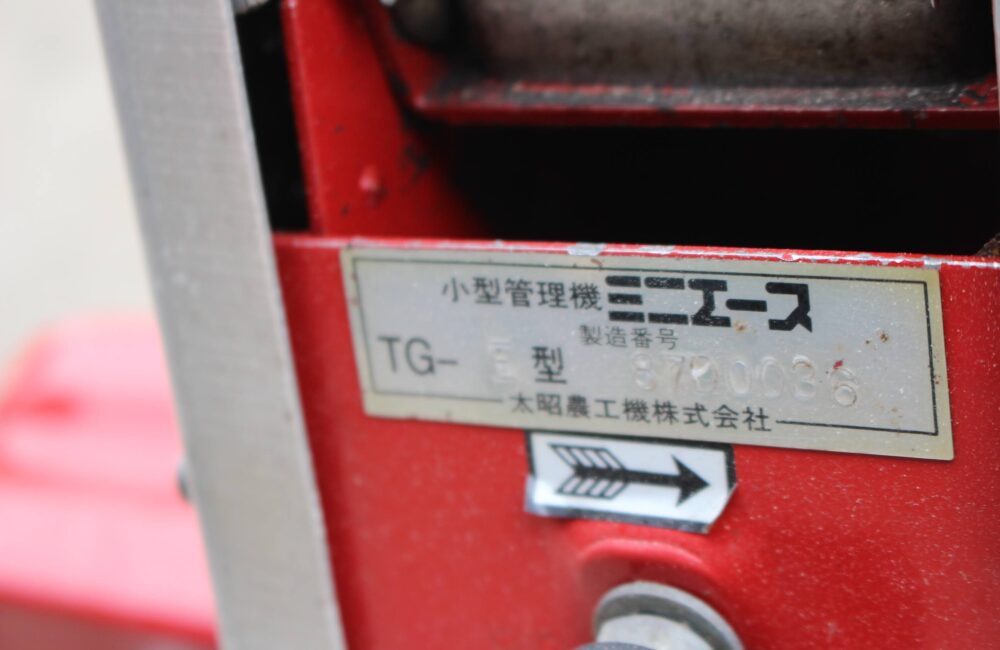 小型管理機 ミニエース
製造番号
TG- 型
太昭農工機株式会社